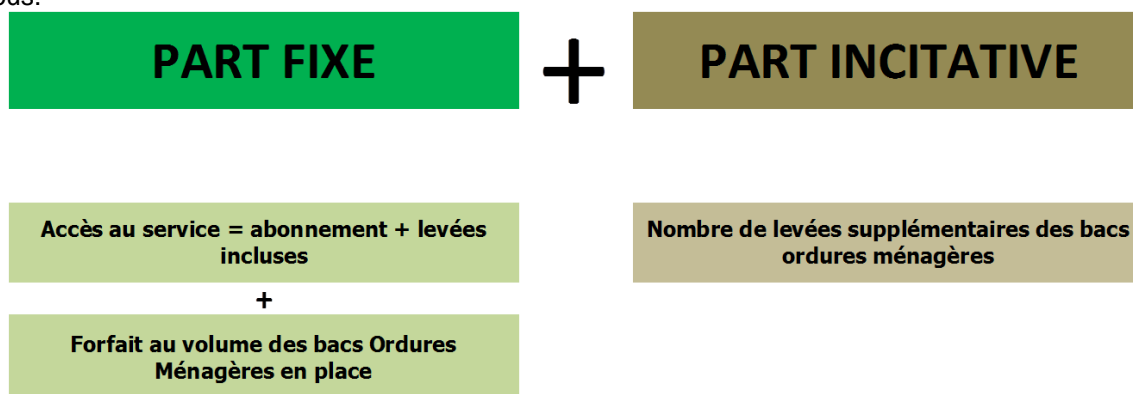 ous.
PART FIXE + PART INCITATIVE
Accès au service = abonnement + levées
incluses
+
Forfait au volume des bacs Ordures
Ménagères en place
Nombre de levées supplémentaires des bacs
ordures ménagères